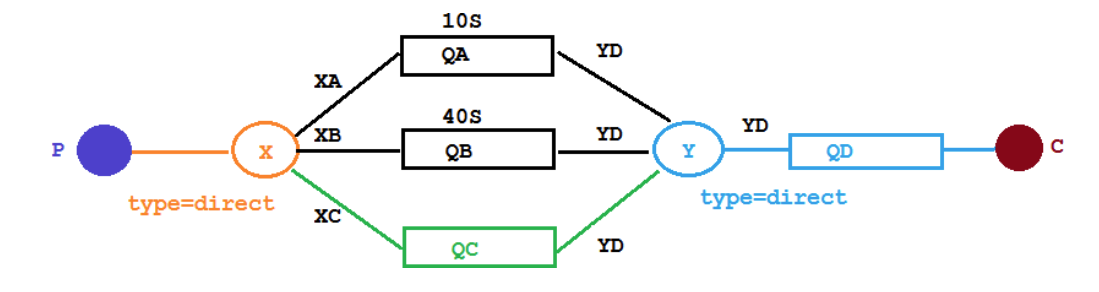 10S
QA
YD
XA
40S
XB
YD
YD
P
X
QB
Y
QD
C
type=direct
type=direct
XC
QC
YD